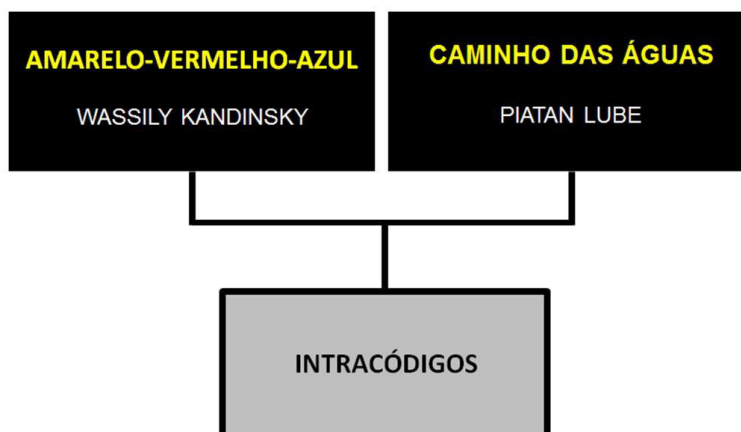 AMARELO-VERMELHO-AZUL
WASSILY KANDINSKY
CAMINHO DAS ÁGUAS
PIATAN LUBE
INTRACÓDIGOS